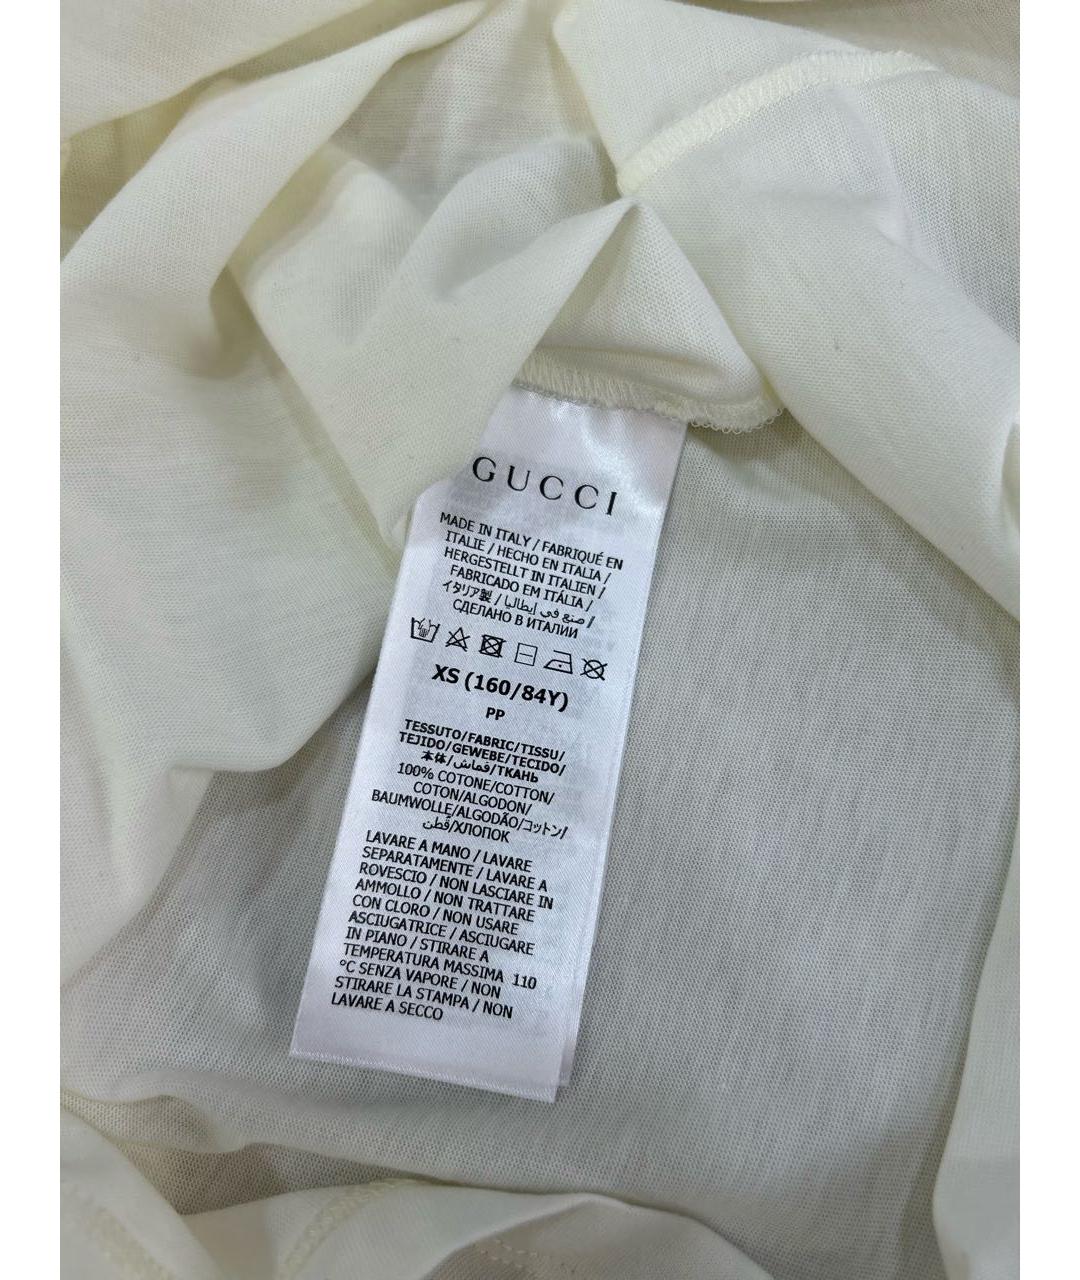 GUCCI
MADE IN ITALY / FABRIQUÉ EN
ITALIE / HECHO EN ITALIA /
HERGESTELLT IN ITALIEN /
FABRICADO EM ITÁLIA /
イタリア製 / صنع في إيطاليا /
СДЕЛАНО В ИТАЛИИ
XS (160/84Y)
PP
TESSUTO/FABRIC/TISSU/
TEJIDO/GEWEBE/TECIDO/
本体/قماش/ТКАНЬ
100% COTONE/COTTON/
COTON/ALGODON/
BAUMWOLLE/ALGODÃO/コットン/
قطن/ХЛОПОК
LAVARE A MANO / LAVARE
SEPARATAMENTE / LAVARE A
ROVESCIO / NON LASCIARE IN
AMMOLLO / NON TRATTARE
CON CLORO / NON USARE
ASCIUGATRICE / ASCIUGARE
IN PIANO / STIRARE A
TEMPERATURA MASSIMA 110
°C SENZA VAPORE / NON
STIRARE LA STAMPA / NON
LAVARE A SECCO